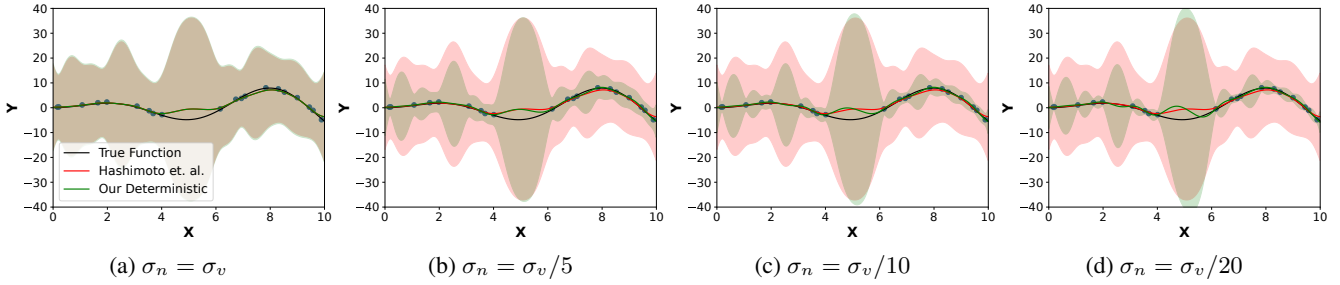 40
30
20
10
0
−10
−20
−30
−40
Y
True Function
Hashimoto et. al.
Our Deterministic
0 2 4 6 8 10
X
(a) σn = σv
40
30
20
10
0
−10
−20
−30
−40
Y
0 2 4 6 8 10
X
(b) σn = σv/5
40
30
20
10
0
−10
−20
−30
−40
Y
0 2 4 6 8 10
X
(c) σn = σv/10
40
30
20
10
0
−10
−20
−30
−40
Y
0 2 4 6 8 10
X
(d) σn = σv/20